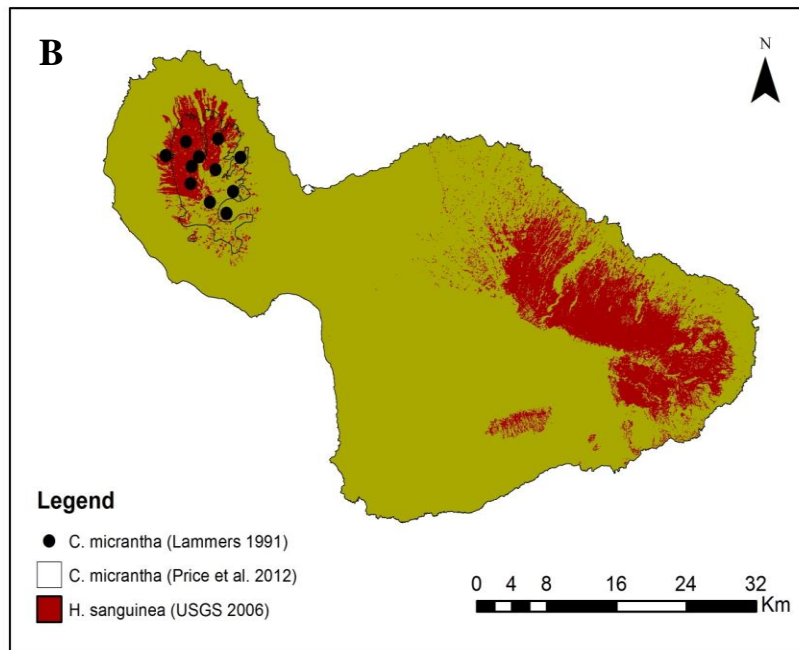 B
N
Legend
C. micrantha (Lammers 1991)
C. micrantha (Price et al. 2012)
H. sanguinea (USGS 2006)
0 4 8 16 24 32
Km